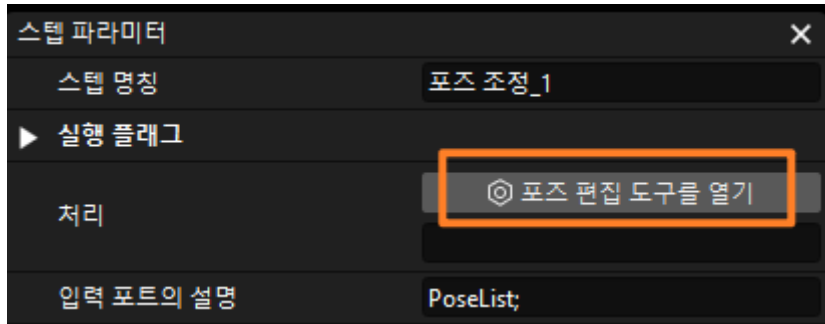 스텝 파라미터
스텝 명칭 포즈 조정_1
실행 플래그
포즈 편집 도구를 열기
처리
입력 포트의 설명 PoseList;